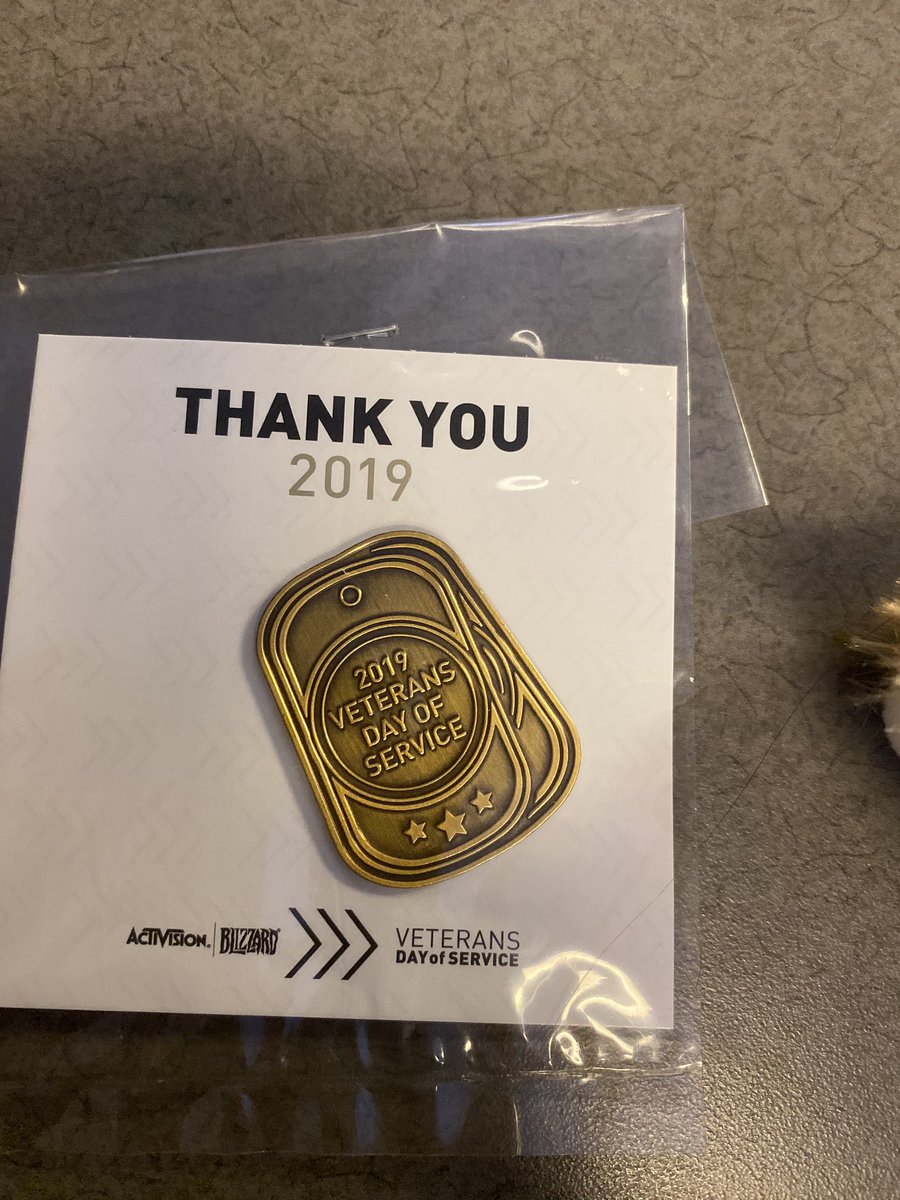 THANK YOU
2019
2019
VETERANS
DAY OF
SERVICE
ACTIVISION. | BLIZZARD®
VETERANS
DAY of SERVICE